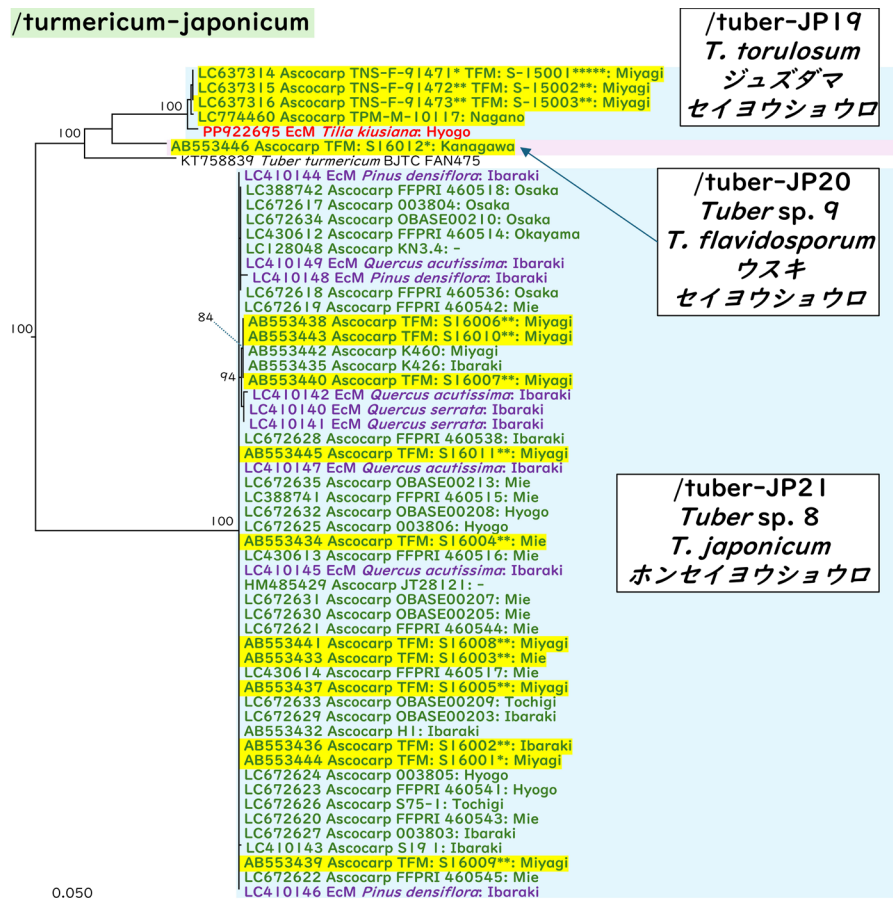 /turmericum-japonicum
/tuber-JP19
T. torulosum
ジュズダマ
セイヨウショウロ
LC637314 Ascocarp TNS-F-91471* TFM: S-15001*****: Miyagi
LC637315 Ascocarp TNS-F-91472** TFM: S-15002**: Miyagi
LC637316 Ascocarp TNS-F-91473** TFM: S-15003**: Miyagi
LC774460 Ascocarp TPM-M-10117: Nagano
PP922695 EcM Tilia kiusiana: Hyogo
AB553446 Ascocarp TFM: S16012*: Kanagawa
KT758839 Tuber turmericum BJTC FAN475
/tuber-JP20
Tuber sp. 9
T. flavidosporum
ウスキ
セイヨウショウロ
LC410144 EcM Pinus densiflora: Ibaraki
LC388742 Ascocarp FFPRI 460518: Osaka
LC672617 Ascocarp 003804: Osaka
LC672634 Ascocarp OBASE00210: Osaka
LC430612 Ascocarp FFPRI 460514: Okayama
LC128048 Ascocarp KN3.4: -
LC410149 EcM Quercus acutissima: Ibaraki
LC410148 EcM Pinus densiflora: Ibaraki
LC672618 Ascocarp FFPRI 460536: Osaka
LC672619 Ascocarp FFPRI 460542: Mie
AB553438 Ascocarp TFM: S16006**: Miyagi
AB553443 Ascocarp TFM: S16010**: Miyagi
AB553442 Ascocarp K460: Miyagi
AB553435 Ascocarp K426: Ibaraki
AB553440 Ascocarp TFM: S16007**: Miyagi
LC410142 EcM Quercus acutissima: Ibaraki
LC410140 EcM Quercus serrata: Ibaraki
LC410141 EcM Quercus serrata: Ibaraki
LC672628 Ascocarp FFPRI 460538: Ibaraki
AB553445 Ascocarp TFM: S16011**: Miyagi
LC410147 EcM Quercus acutissima: Ibaraki
LC672635 Ascocarp OBASE00213: Mie
LC388741 Ascocarp FFPRI 460515: Mie
LC672632 Ascocarp OBASE00208: Hyogo
LC672625 Ascocarp 003806: Hyogo
AB553434 Ascocarp TFM: S16004**: Mie
LC430613 Ascocarp FFPRI 460516: Mie
LC410145 EcM Quercus acutissima: Ibaraki
HM485429 Ascocarp JT28121: -
LC672631 Ascocarp OBASE00207: Mie
LC672630 Ascocarp OBASE00205: Mie
LC672621 Ascocarp FFPRI 460544: Mie
AB553441 Ascocarp TFM: S16008**: Miyagi
AB553433 Ascocarp TFM: S16003**: Mie
LC430614 Ascocarp FFPRI 460517: Mie
AB553437 Ascocarp TFM: S16005**: Miyagi
LC672633 Ascocarp OBASE00209: Tochigi
LC672629 Ascocarp OBASE00203: Ibaraki
AB553432 Ascocarp H1: Ibaraki
AB553436 Ascocarp TFM: S16002**: Ibaraki
AB553444 Ascocarp TFM: S16001*: Miyagi
LC672624 Ascocarp 003805: Hyogo
LC672623 Ascocarp FFPRI 460541: Hyogo
LC672626 Ascocarp S75-1: Tochigi
LC672620 Ascocarp FFPRI 460543: Mie
LC672627 Ascocarp 003803: Ibaraki
LC410143 Ascocarp S19 1: Ibaraki
AB553439 Ascocarp TFM: S16009**: Miyagi
LC672622 Ascocarp FFPRI 460545: Mie
LC410146 EcM Pinus densiflora: Ibaraki
/tuber-JP21
Tuber sp. 8
T. japonicum
ホンセイヨウショウロ
100
100
100
84
94
100
0.050